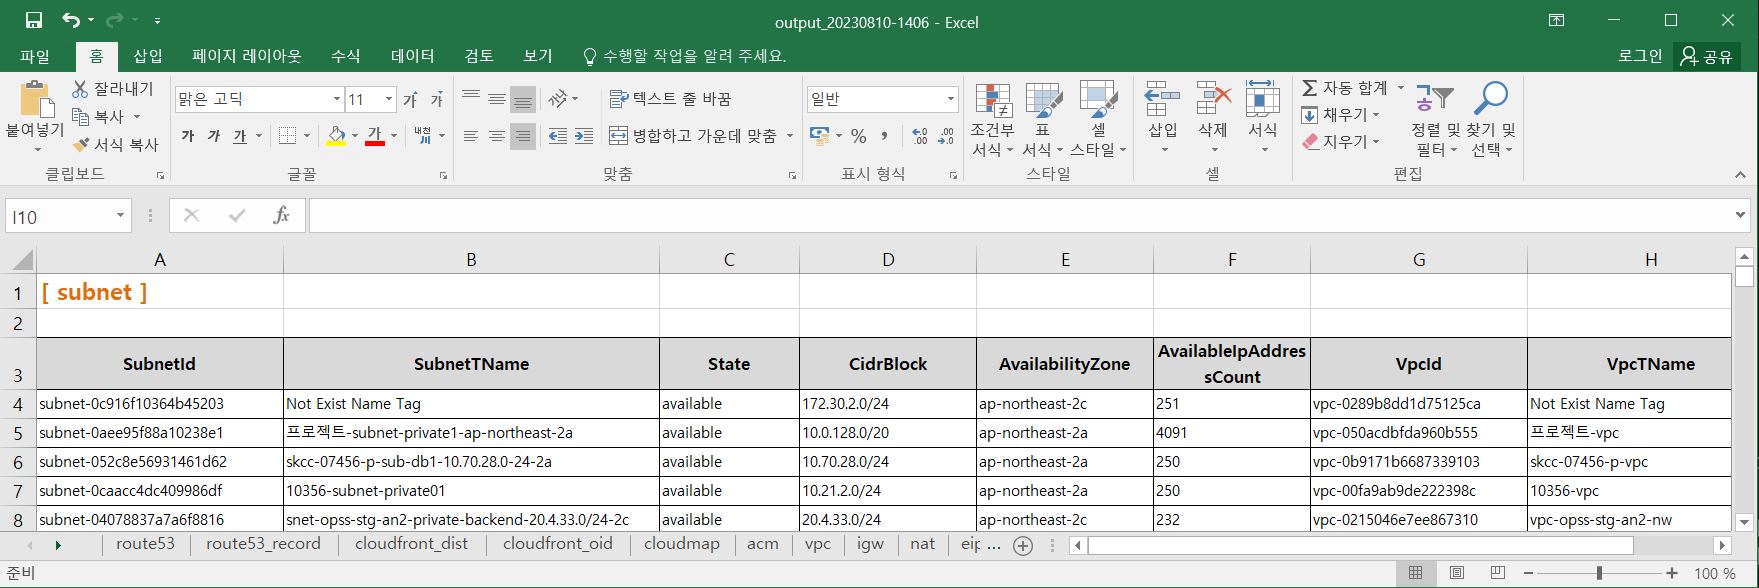 output_20230810-1406 - Excel
파일 홈 삽입 페이지 레이아웃 수식 데이터 검토 보기 수행할 작업을 알려 주세요. 로그인 공유
붙여넣기 잘라내기 복사 서식 복사
클립보드
맑은 고딕 11 가 가
가 가 가 가 내천
글꼴
텍스트 줄 바꿈
병합하고 가운데 맞춤
맞춤
일반
% , .0 .00 .00 .0
표시 형식
조건부 서식 표 서식 셀 스타일
스타일
삽입 삭제 서식
셀
자동 합계
채우기
지우기
정렬 및 필터 찾기 및 선택
편집
I10 fx
A B C D E F G H
1 [ subnet ]
2
3 SubnetId SubnetTName State CidrBlock AvailabilityZone AvailableIpAddressCount VpcId VpcTName
4 subnet-0c916f10364b45203 Not Exist Name Tag available 172.30.2.0/24 ap-northeast-2c 251 vpc-0289b8dd1d75125ca Not Exist Name Tag
5 subnet-0aee95f88a10238e1 프로젝트-subnet-private1-ap-northeast-2a available 10.0.128.0/20 ap-northeast-2a 4091 vpc-050acdbfda960b555 프로젝트-vpc
6 subnet-052c8e56931461d62 skcc-07456-p-sub-db1-10.70.28.0-24-2a available 10.70.28.0/24 ap-northeast-2a 250 vpc-0b9171b6687339103 skcc-07456-p-vpc
7 subnet-0caacc4dc409986df 10356-subnet-private01 available 10.21.2.0/24 ap-northeast-2a 250 vpc-00fa9ab9de222398c 10356-vpc
8 subnet-04078837a7a6f8816 snet-opss-stg-an2-private-backend-20.4.33.0/24-2c available 20.4.33.0/24 ap-northeast-2c 232 vpc-0215046e7ee867310 vpc-opss-stg-an2-nw
route53 route53_record cloudfront_dist cloudfront_oid cloudmap acm vpc igw nat eip ...
준비 100 %